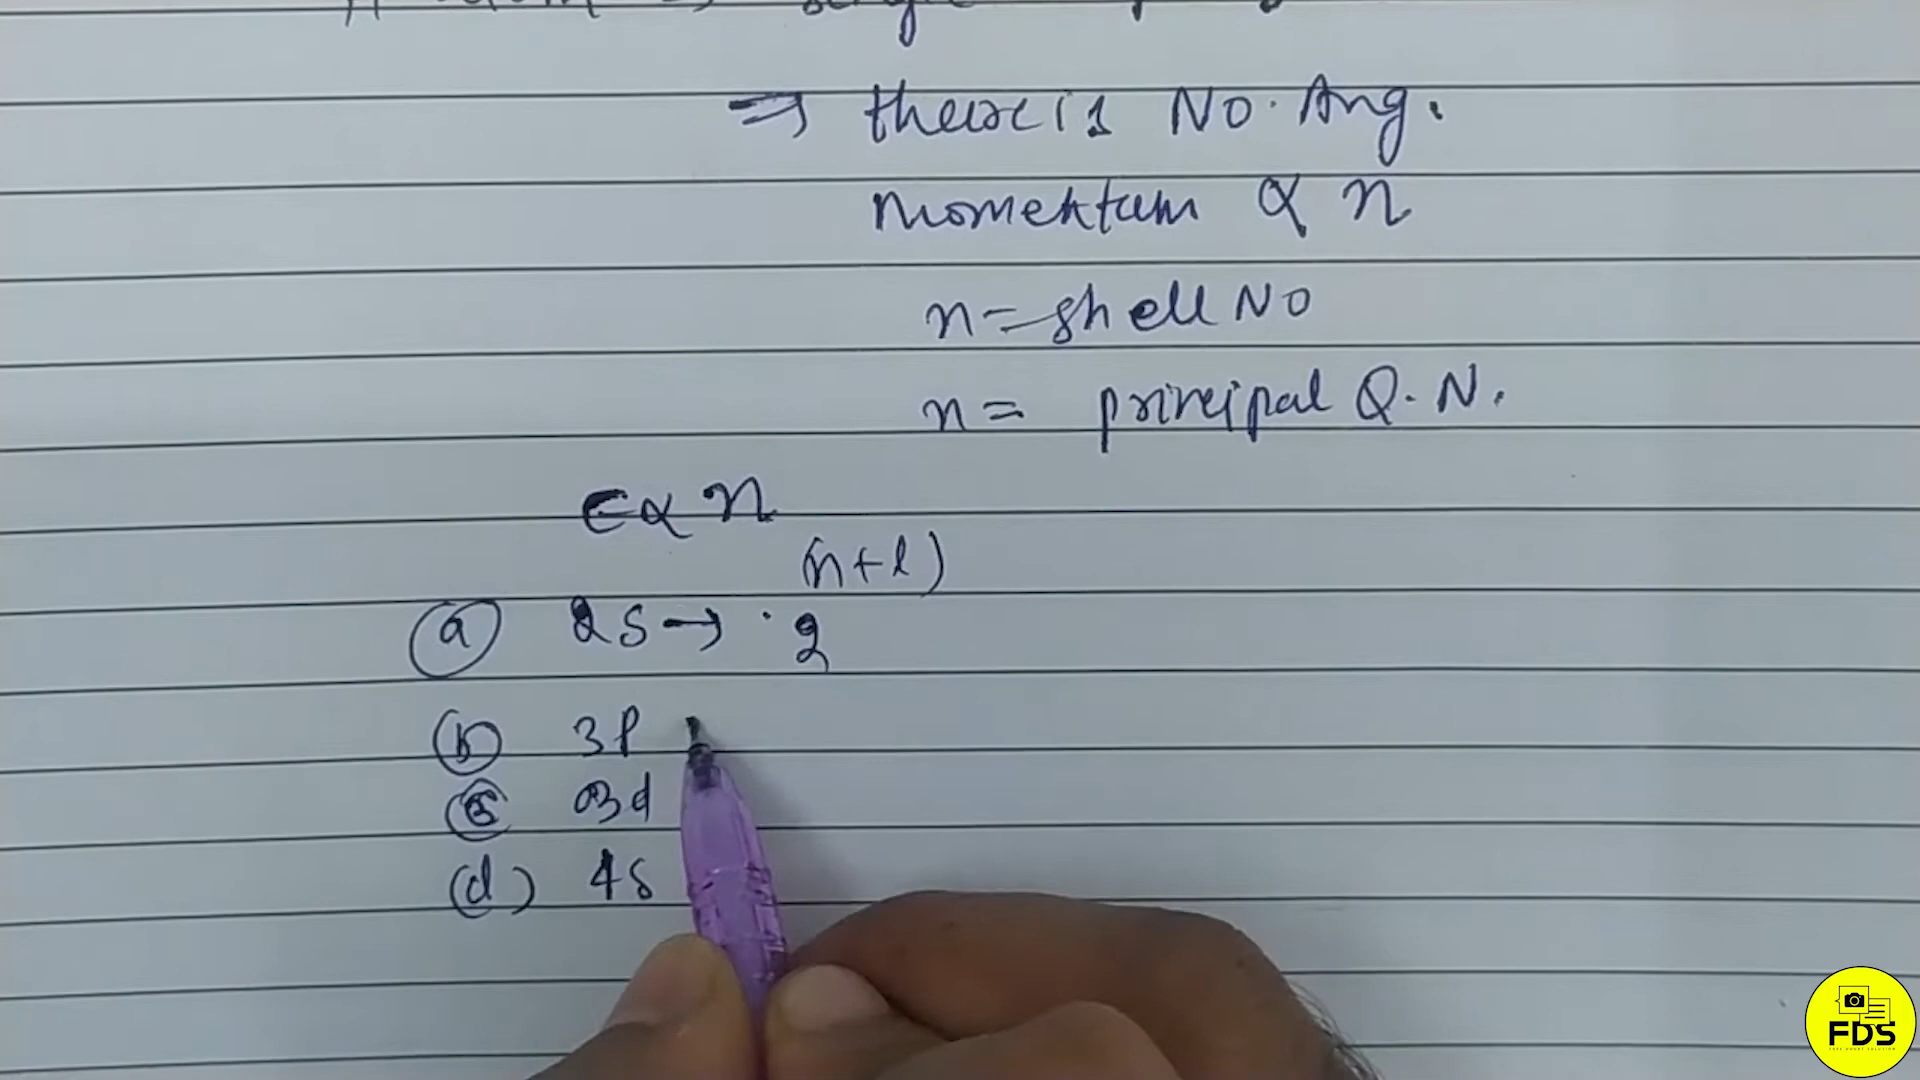 ⇒ there is No. Ang.
momentum α n
n = shell No
n = principal Q. N.
E α n
(n+l)
(a) 2s → 2
(b) 3p
(c) 3d
(d) 4s
FDS